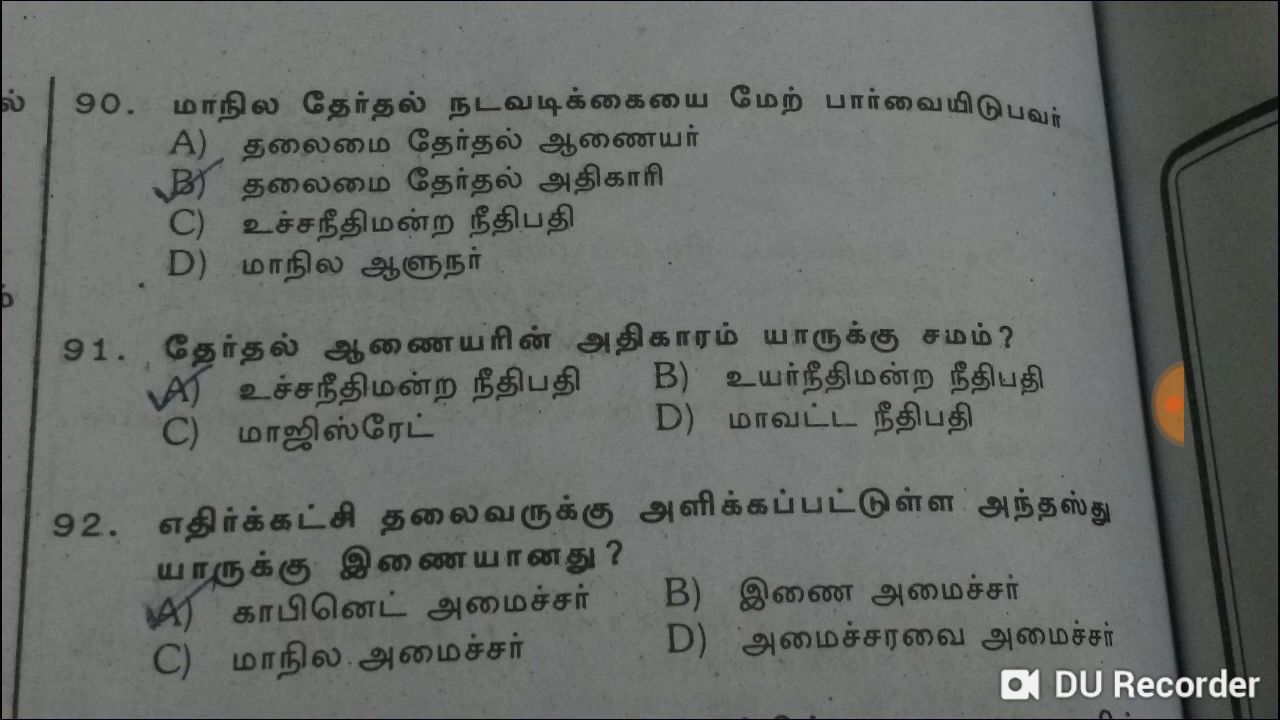 ல்
90. மாநில தேர்தல் நடவடிக்கையை மேற் பார்வையிடுபவர்
A) தலைமை தேர்தல் ஆணையர்
B) தலைமை தேர்தல் அதிகாரி
C) உச்சநீதிமன்ற நீதிபதி
D) மாநில ஆளுநர்
91. தேர்தல் ஆணையரின் அதிகாரம் யாருக்கு சமம்?
A) உச்சநீதிமன்ற நீதிபதி B) உயர்நீதிமன்ற நீதிபதி
C) மாஜிஸ்ரேட் D) மாவட்ட நீதிபதி
92. எதிர்க்கட்சி தலைவருக்கு அளிக்கப்பட்டுள்ள அந்தஸ்து
யாருக்கு இணையானது?
A) காபினெட் அமைச்சர் B) இணை அமைச்சர்
C) மாநில அமைச்சர் D) அமைச்சரவை அமைச்சர்
DU Recorder